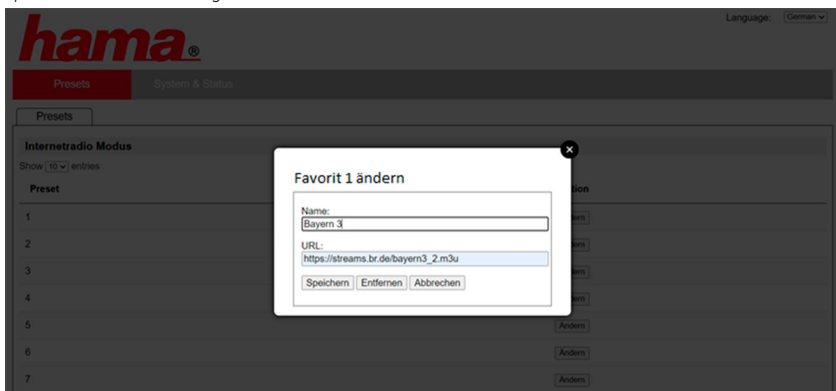 Language: German
hama®
Presets System & Status
Presets
Internetradio Modus
Show 10 entries
Preset
1
2
3
4
5 Ändern
6 Ändern
7 Ändern
Favorit 1 ändern
Name:
Bayern 3
URL:
https://streams.br.de/bayern3_2.m3u
Speichern Entfernen Abbrechen